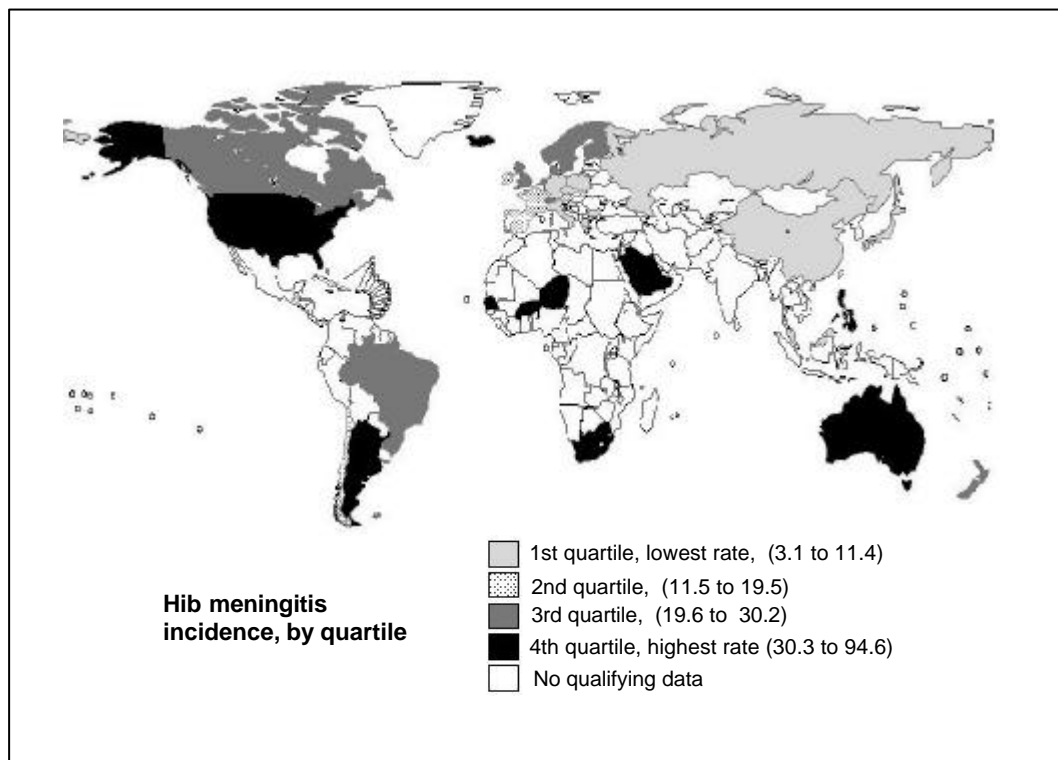 1st quartile, lowest rate, (3.1 to 11.4)
2nd quartile, (11.5 to 19.5)
3rd quartile, (19.6 to 30.2)
4th quartile, highest rate (30.3 to 94.6)
No qualifying data
Hib meningitis
incidence, by quartile